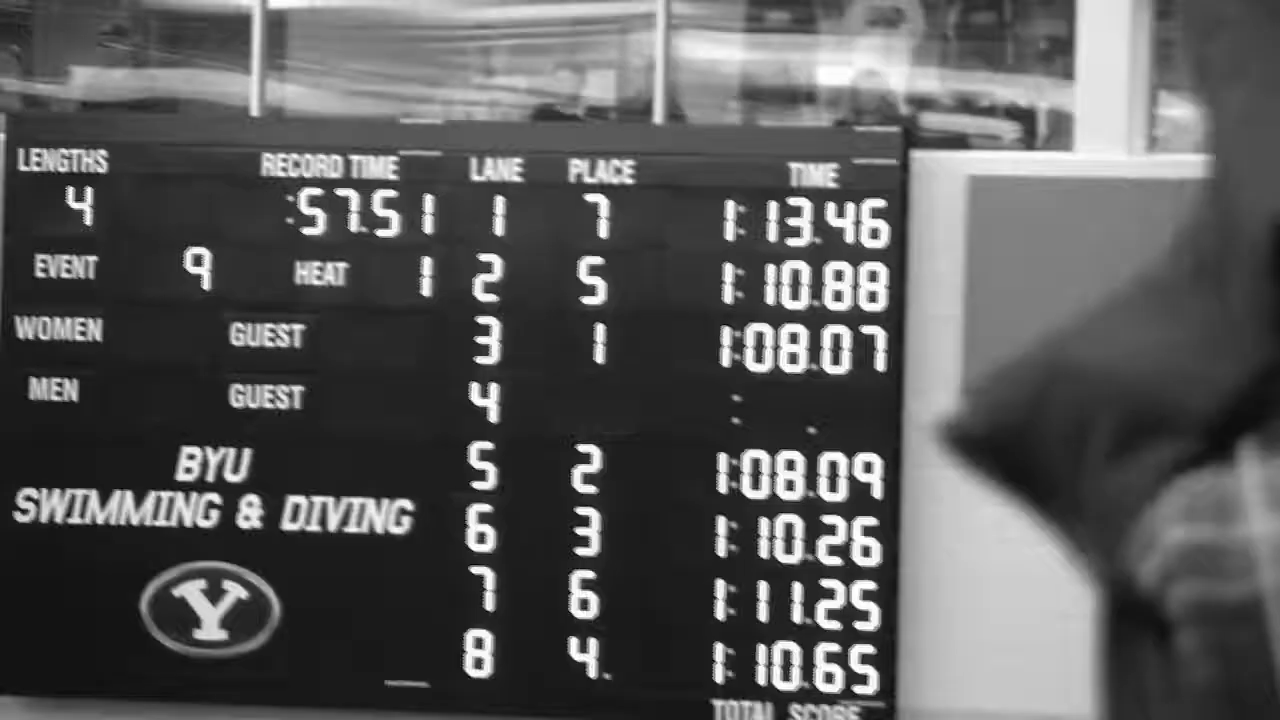 LENGTHS RECORD TIME LANE PLACE TIME
4 :57.51 1 7 1:13.46
EVENT 9 HEAT 1 2 5 1:10.88
WOMEN GUEST 3 1 1:08.07
MEN GUEST 4 : .
BYU 5 2 1:08.09
SWIMMING & DIVING 6 3 1:10.26
Y 7 6 1:11.25
8 4. 1:10.65
TOTAL SCORE